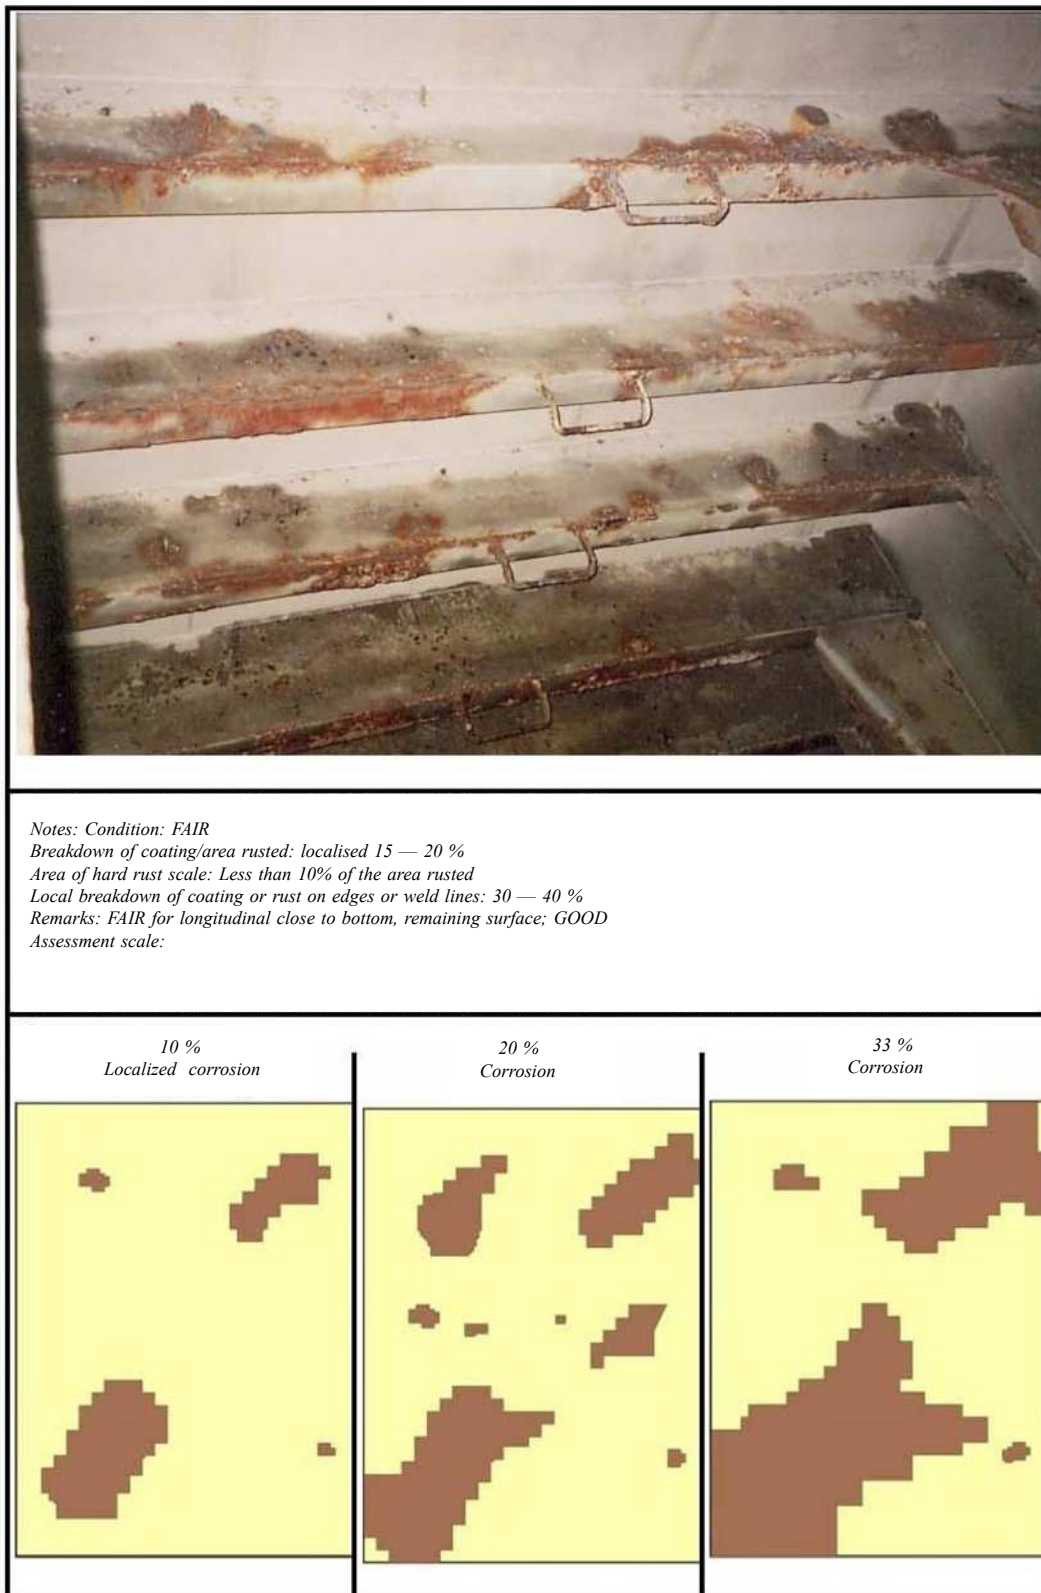 Notes: Condition: FAIR
Breakdown of coating/area rusted: localised 15 — 20 %
Area of hard rust scale: Less than 10% of the area rusted
Local breakdown of coating or rust on edges or weld lines: 30 — 40 %
Remarks: FAIR for longitudinal close to bottom, remaining surface; GOOD
Assessment scale:
10 %
Localized corrosion
20 %
Corrosion
33 %
Corrosion